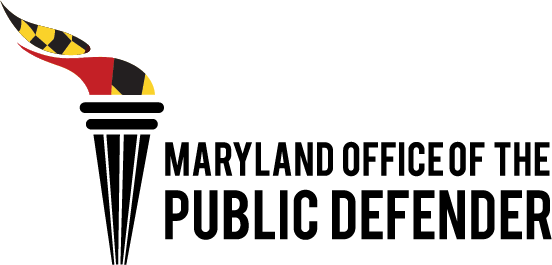 MARYLAND OFFICE OF THE
PUBLIC DEFENDER